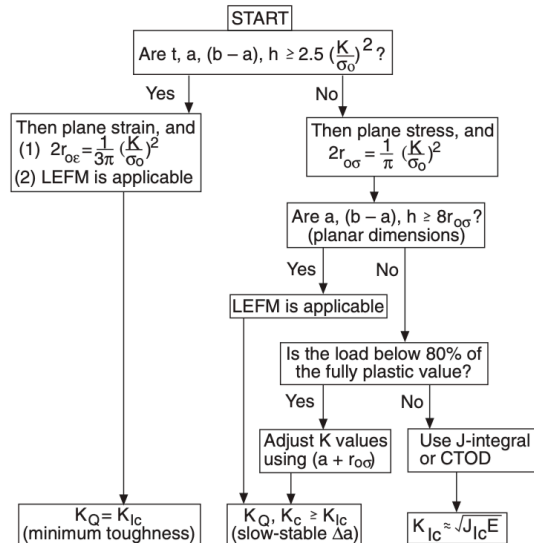 START
Are t, a, (b – a), h ≥ 2.5 (K/σo)² ?
Yes
No
Then plane strain, and
(1) 2roε = 1/3π (K/σo)²
(2) LEFM is applicable
Then plane stress, and
2roσ = 1/π (K/σo)²
Are a, (b – a), h ≥ 8roσ?
(planar dimensions)
Yes
No
LEFM is applicable
Is the load below 80% of
the fully plastic value?
Yes
No
Adjust K values
using (a + roσ)
Use J-integral
or CTOD
KQ = KIc
(minimum toughness)
KQ, Kc ≥ KIc
(slow-stable Δa)
KIc ≈ √JIcE